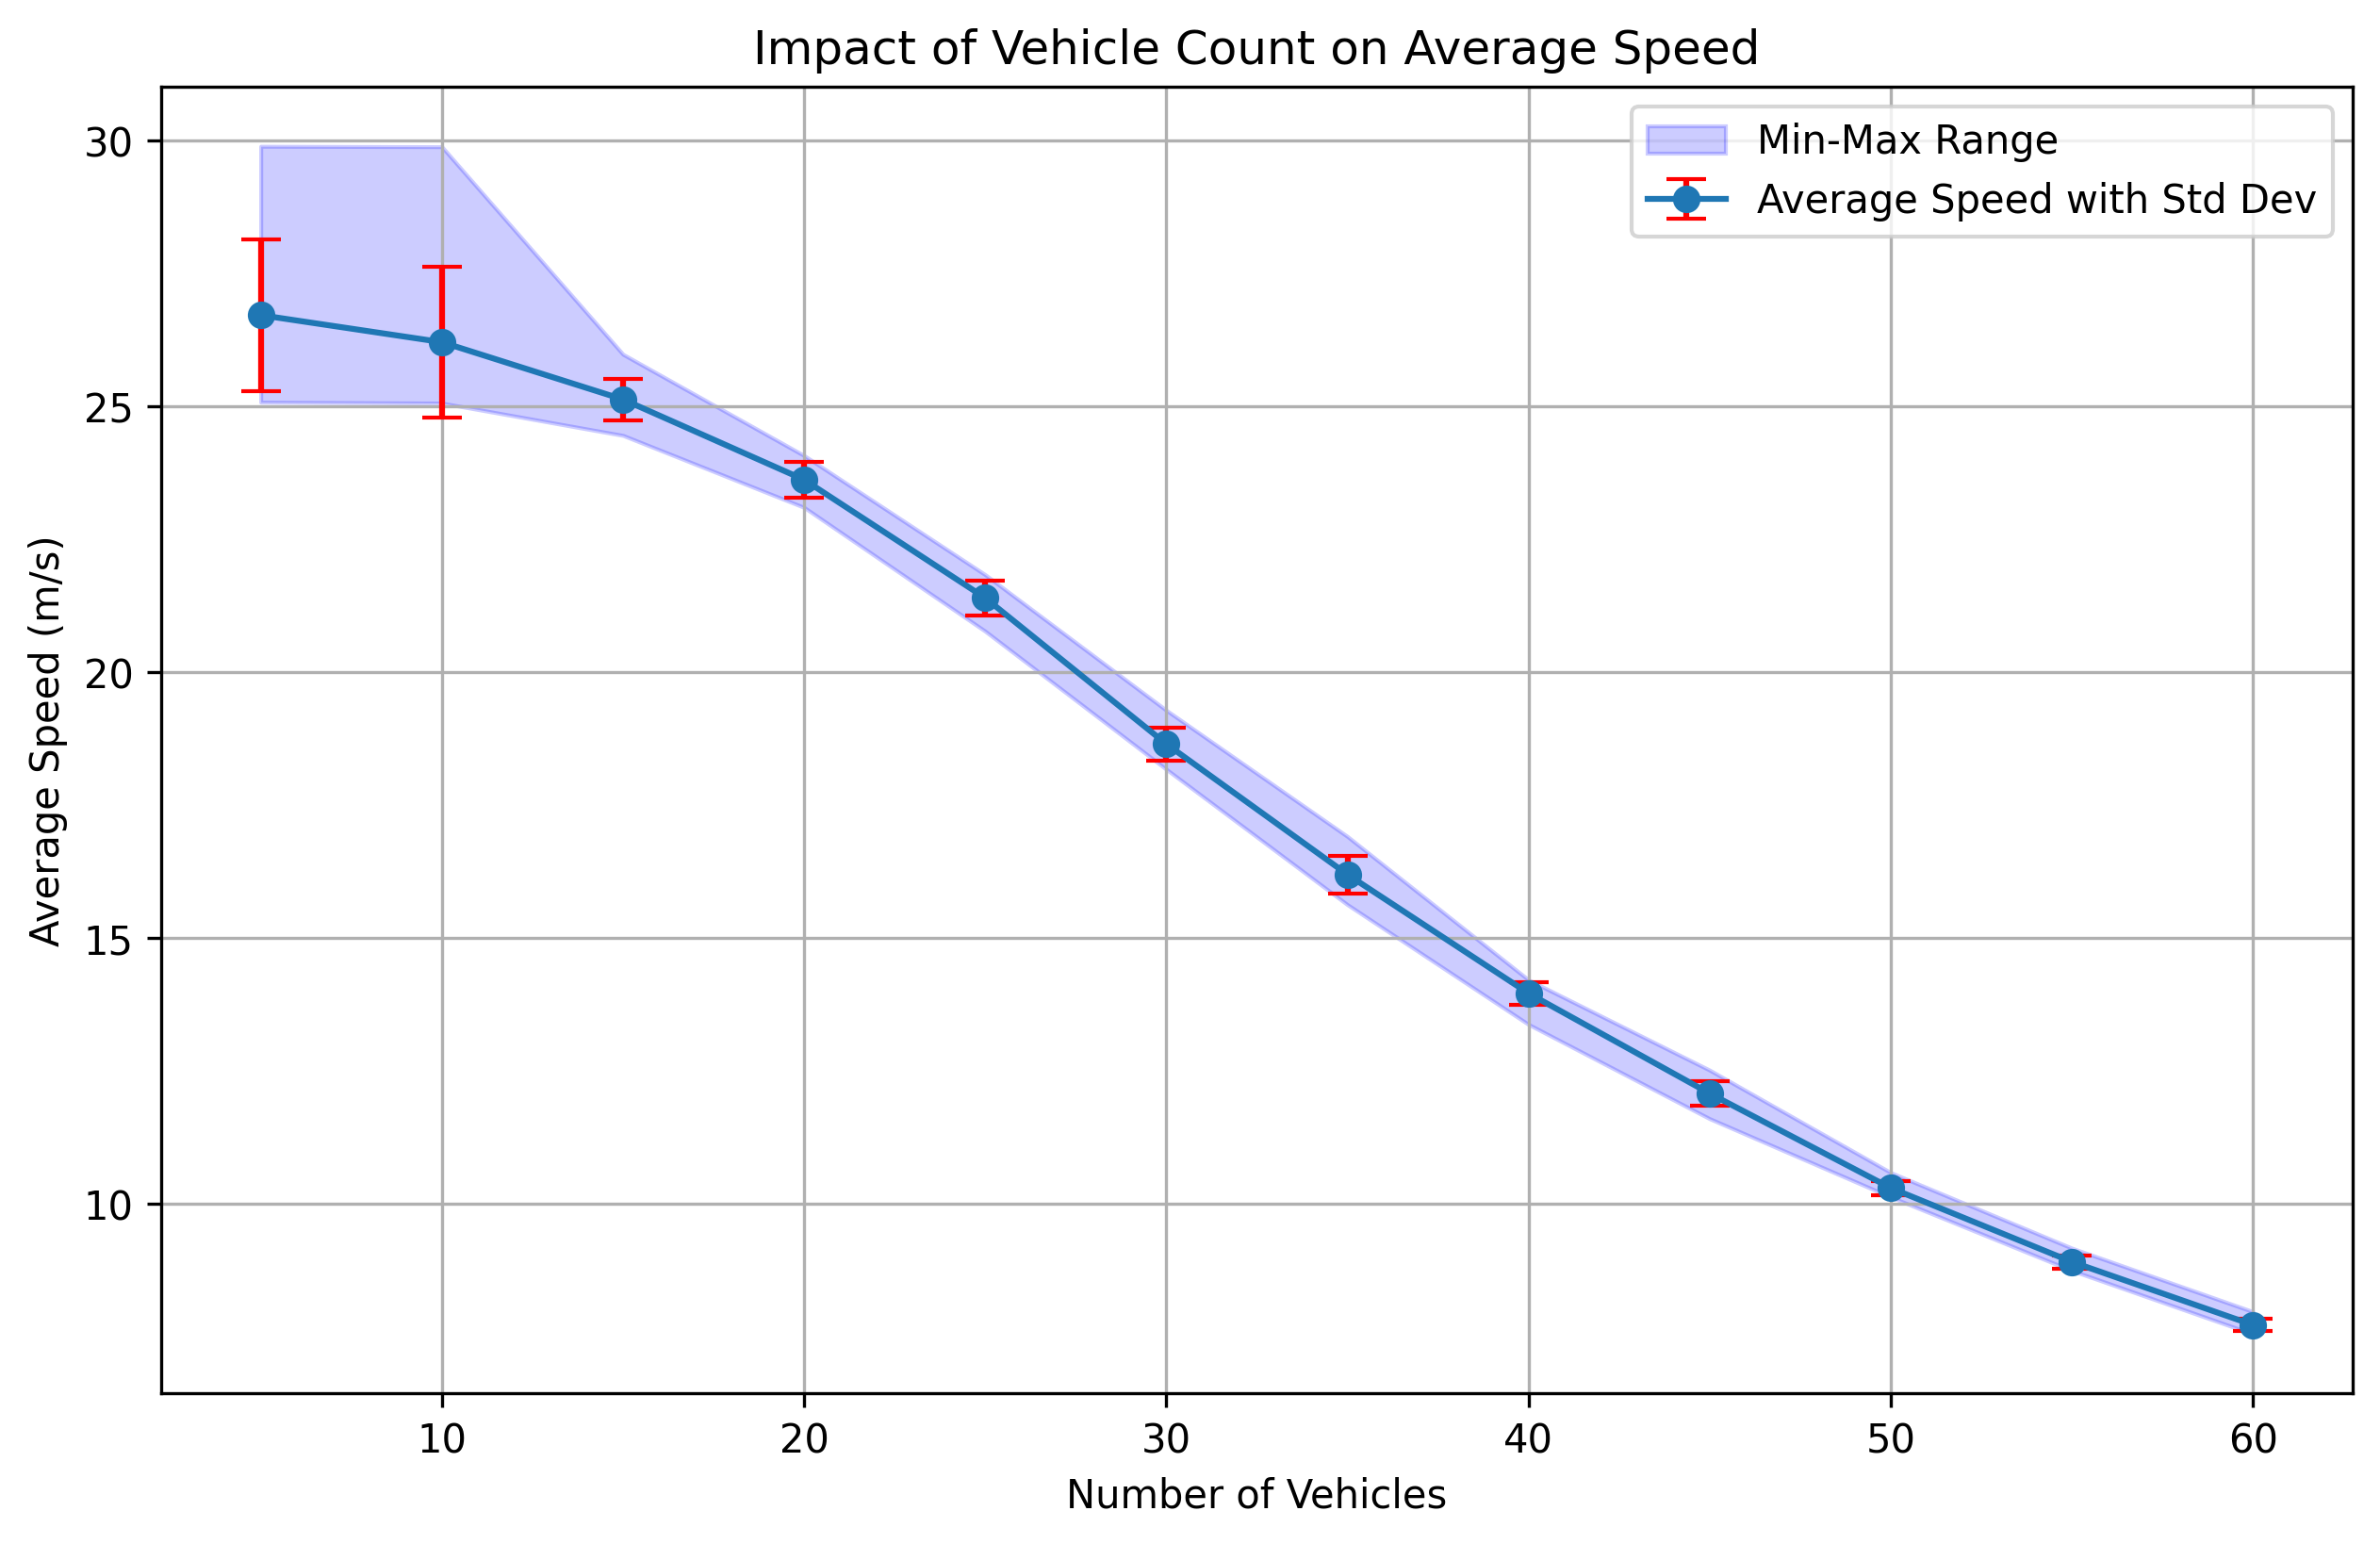 Impact of Vehicle Count on Average Speed
Min-Max Range
Average Speed with Std Dev
30
25
20
15
10
Average Speed (m/s)
10 20 30 40 50 60
Number of Vehicles